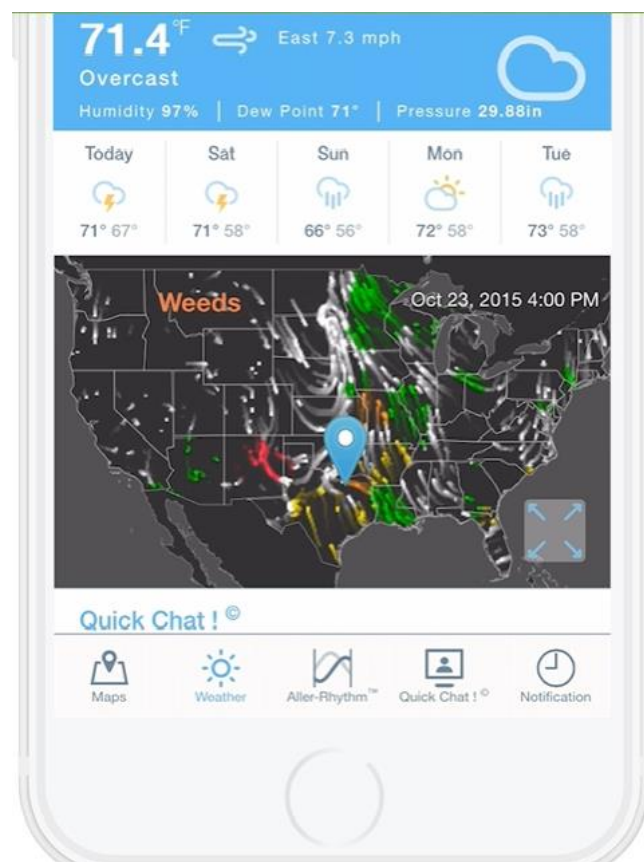 71.4°F East 7.3 mph
Overcast
Humidity 97% | Dew Point 71° | Pressure 29.88in
Today Sat Sun Mon Tue
71° 67° 71° 58° 66° 56° 72° 58° 73° 58°
Weeds Oct 23, 2015 4:00 PM
Quick Chat ! ©
Maps Weather Aller-Rhythm™ Quick Chat ! © Notification